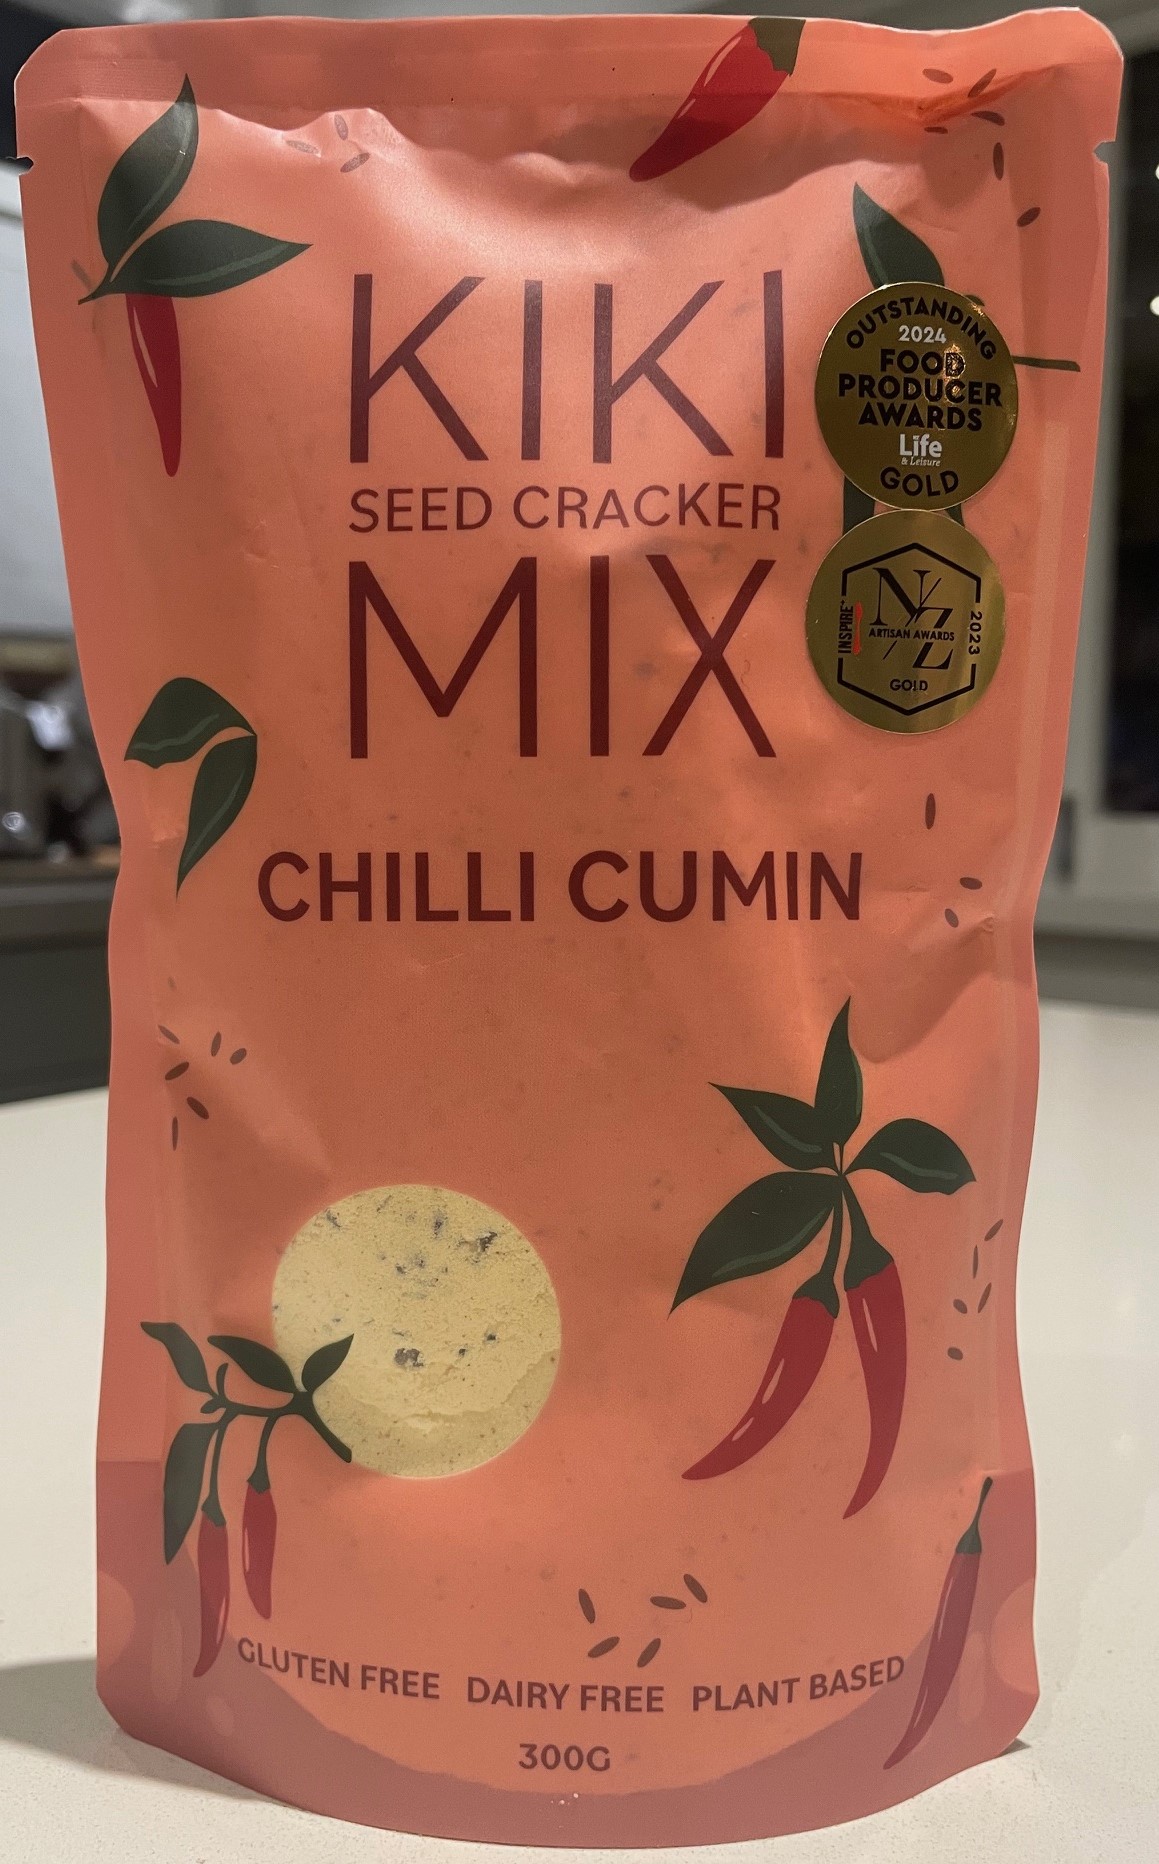 KIKI
SEED CRACKER
MIX
OUTSTANDING
2024
FOOD
PRODUCER
AWARDS
Life
& Leisure
GOLD
INSPIRE+
NZ
ARTISAN AWARDS
2023
GOLD
CHILLI CUMIN
GLUTEN FREE DAIRY FREE PLANT BASED
300G